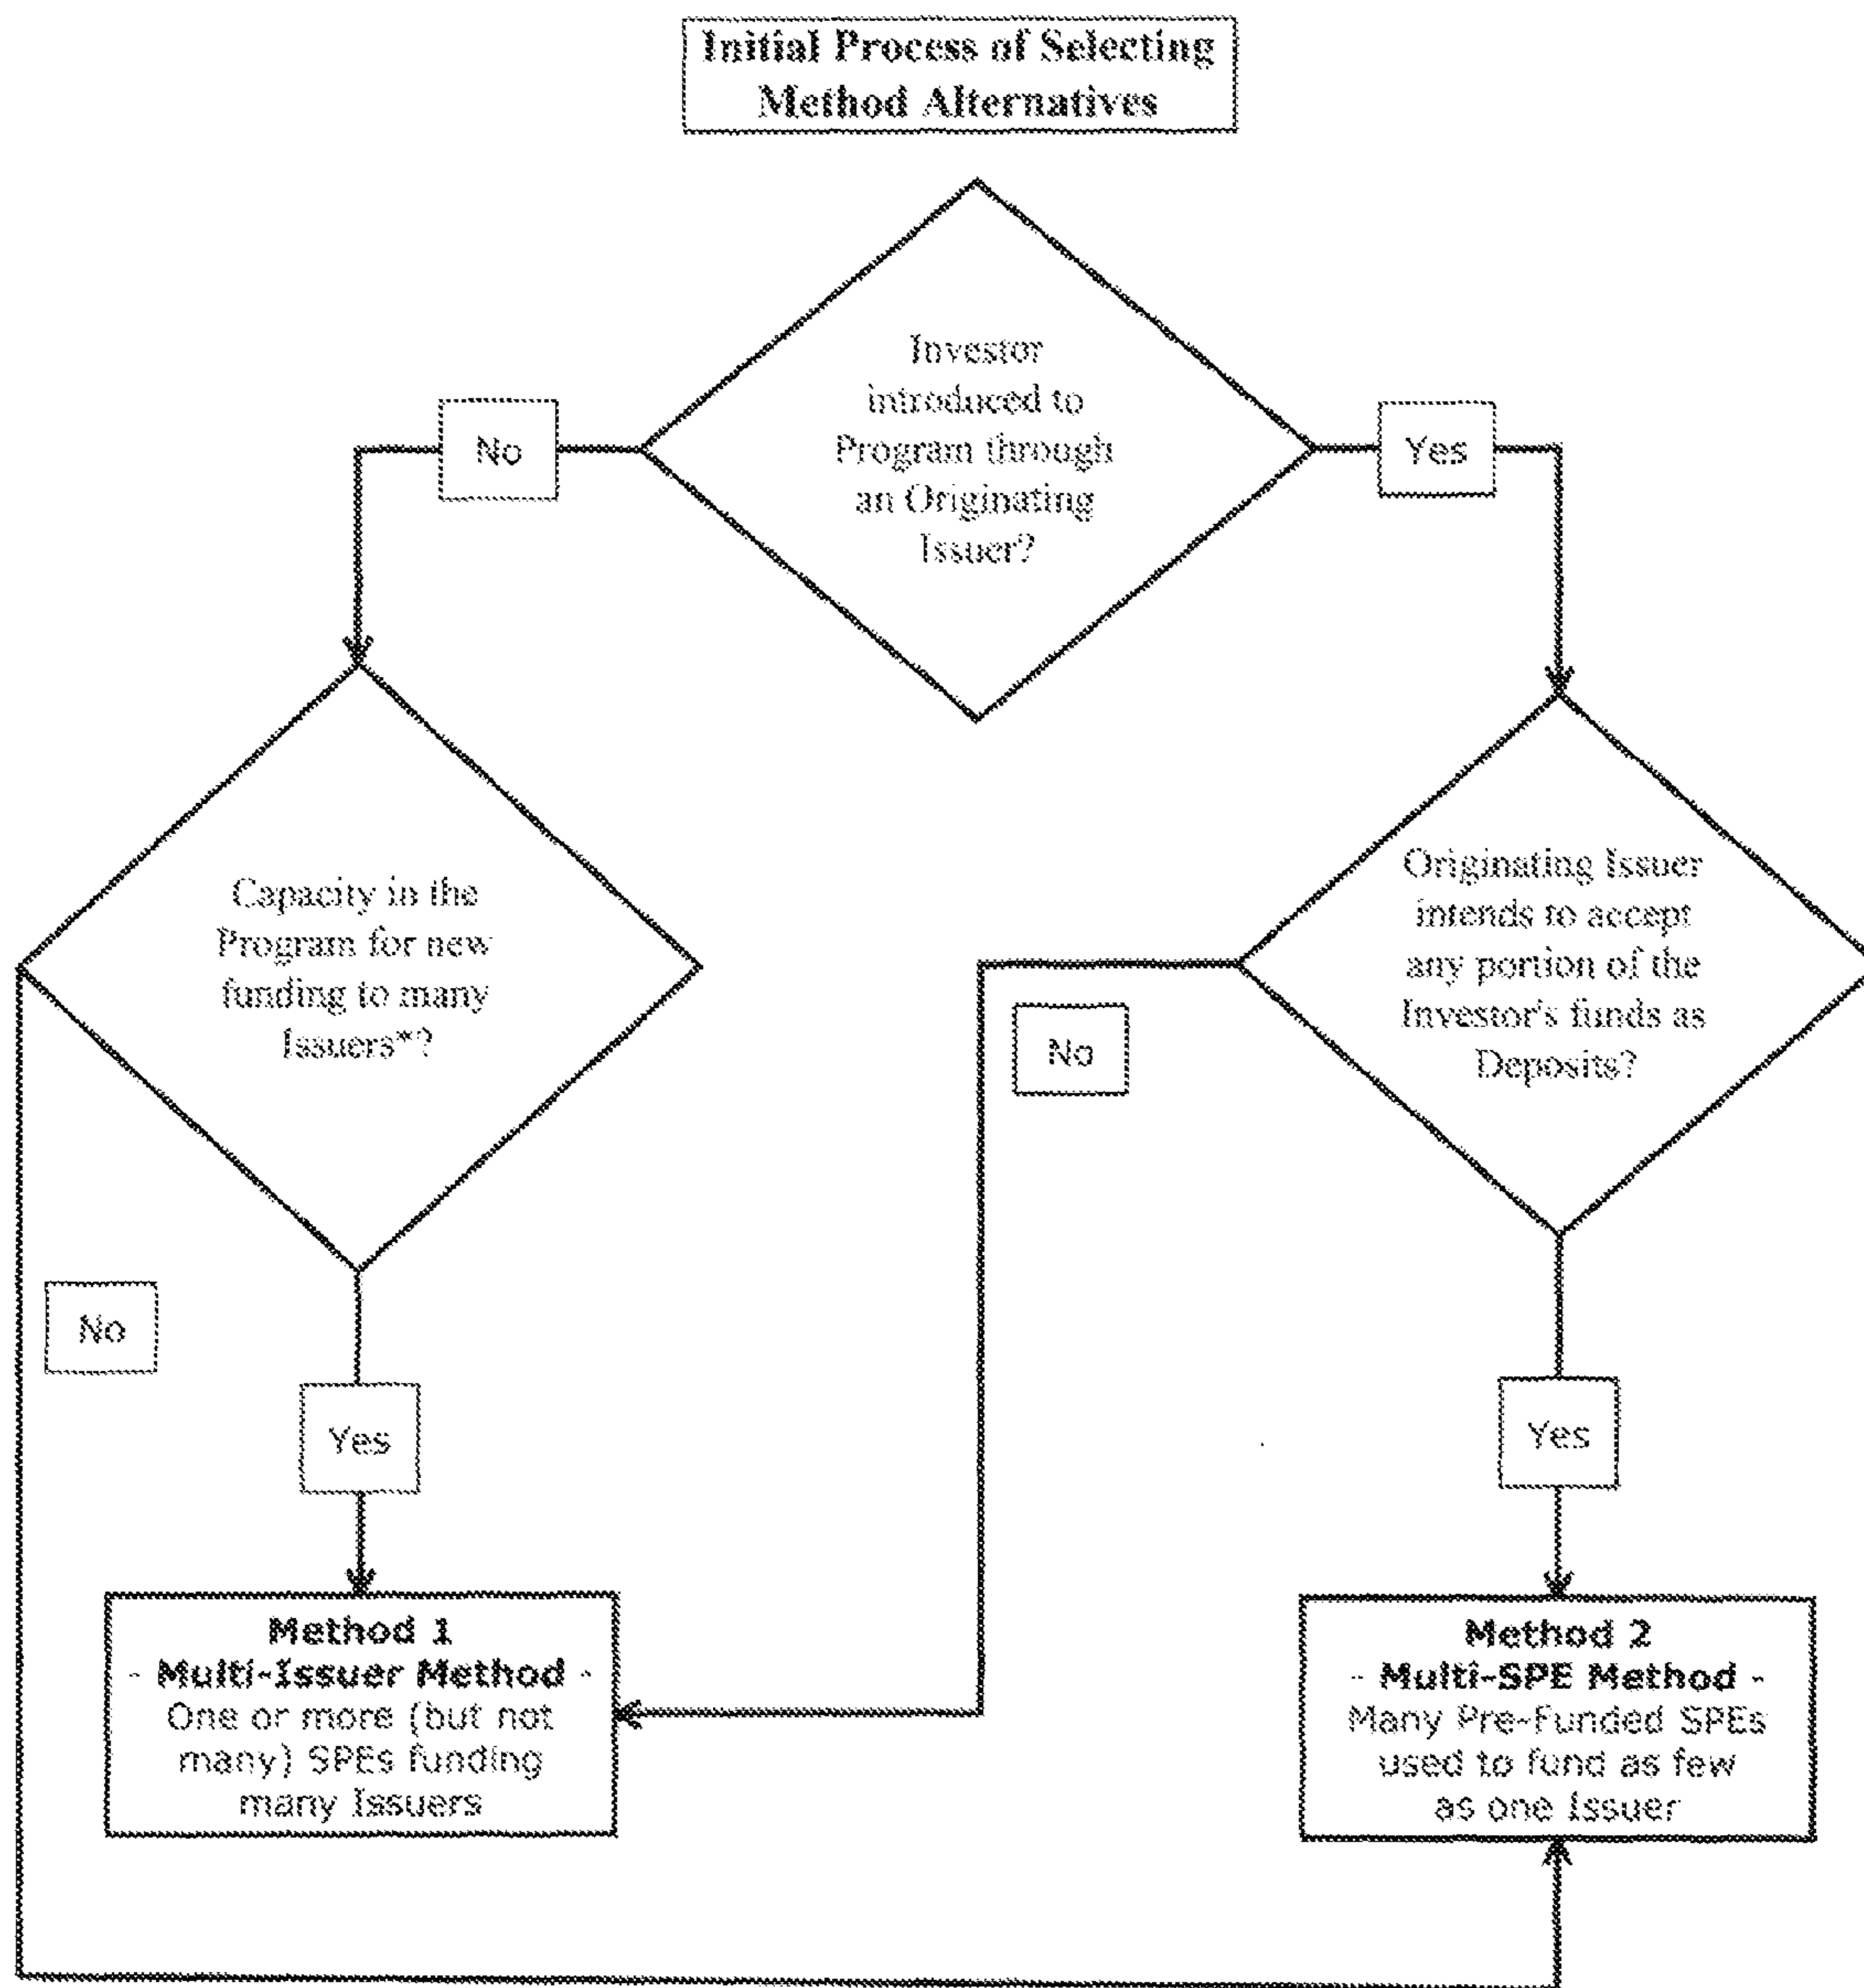 Initial Process of Selecting
Method Alternatives
Investor
introduced to
Program through
an Originating
Issuer?
No
Yes
Capacity in the
Program for new
funding to many
Issuers*?
Originating Issuer
intends to accept
any portion of the
Investor's funds as
Deposits?
No
No
Yes
Yes
Method 1
- Multi-Issuer Method -
One or more (but not
many) SPEs funding
many Issuers
Method 2
- Multi-SPE Method -
Many Pre-Funded SPEs
used to fund as few
as one Issuer